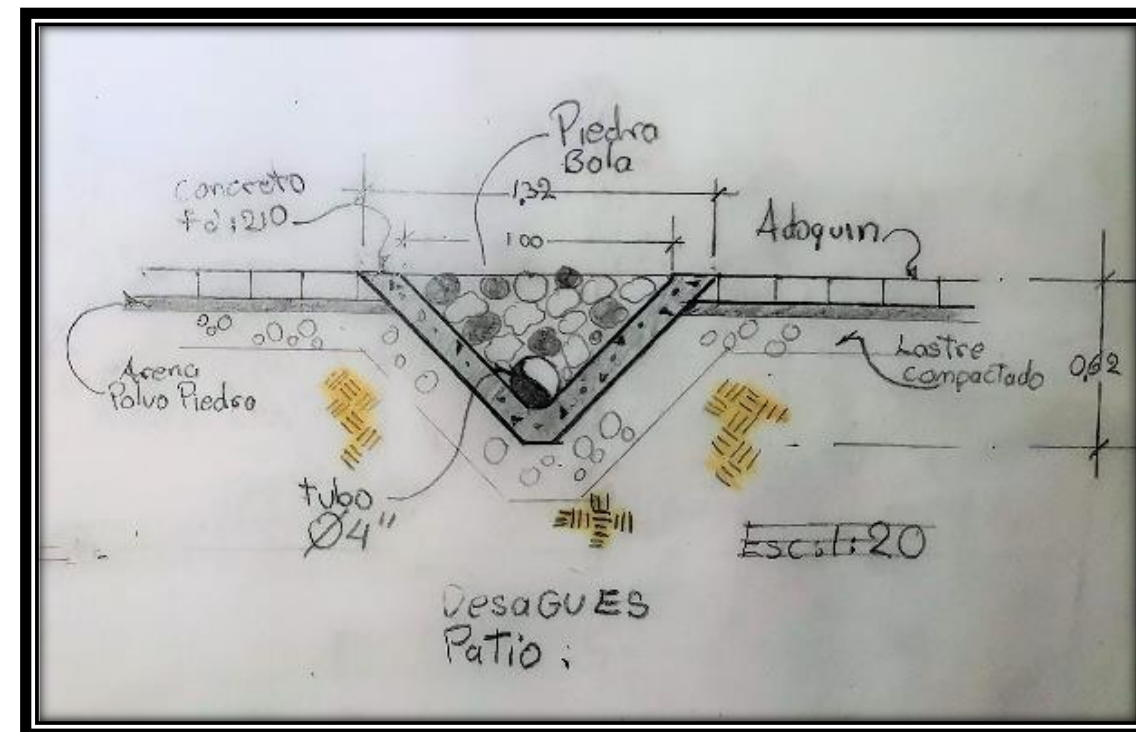 Piedra
Bola
Concreto
f'c:210
1.32
1.00
Adoquin
Arena
Polvo Piedra
Lastre
compactado
0,62
tubo
Ø4"
Esc:1:20
DesaGUES
PaTio: